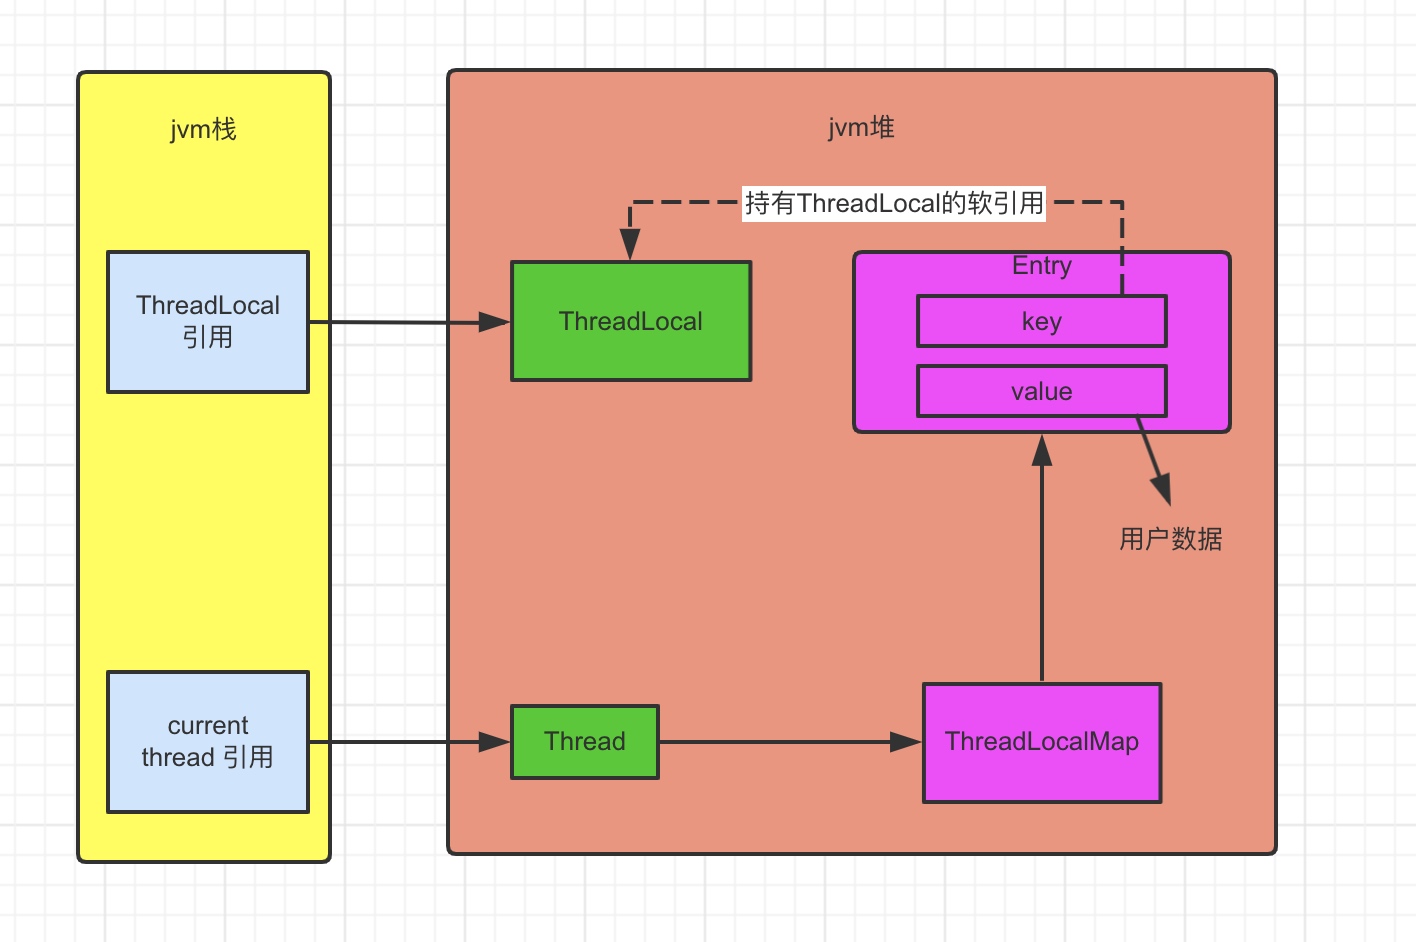 jvm栈
jvm堆
持有ThreadLocal的软引用
Entry
ThreadLocal
引用
ThreadLocal
key
value
用户数据
current
thread 引用
Thread
ThreadLocalMap